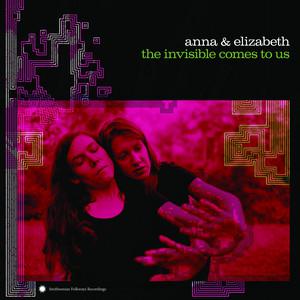 anna & elizabeth
the invisible comes to us
Smithsonian Folkways Recordings